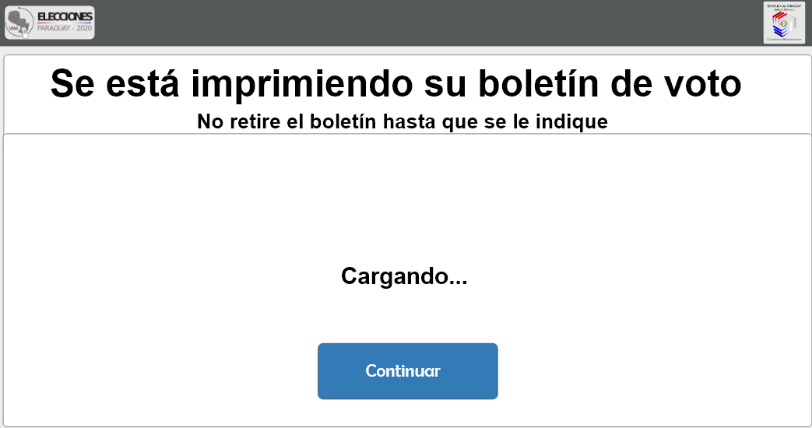 ELECCIONES
PARAGUAY - 2020
Se está imprimiendo su boletín de voto
No retire el boletín hasta que se le indique
Cargando...
Continuar